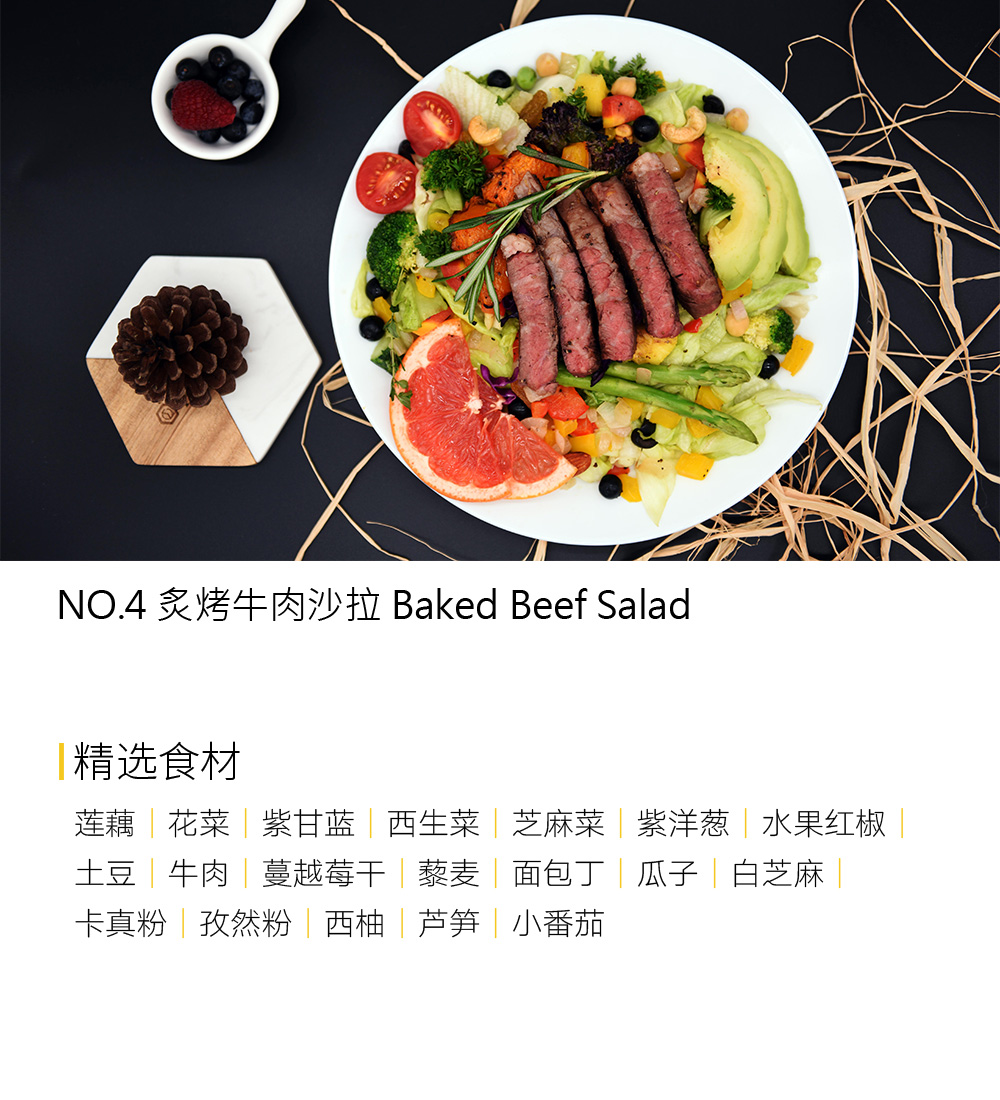 NO.4 炙烤牛肉沙拉 Baked Beef Salad
精选食材
莲藕｜花菜｜紫甘蓝｜西生菜｜芝麻菜｜紫洋葱｜水果红椒｜
土豆｜牛肉｜蔓越莓干｜藜麦｜面包丁｜瓜子｜白芝麻｜
卡真粉｜孜然粉｜西柚｜芦笋｜小番茄